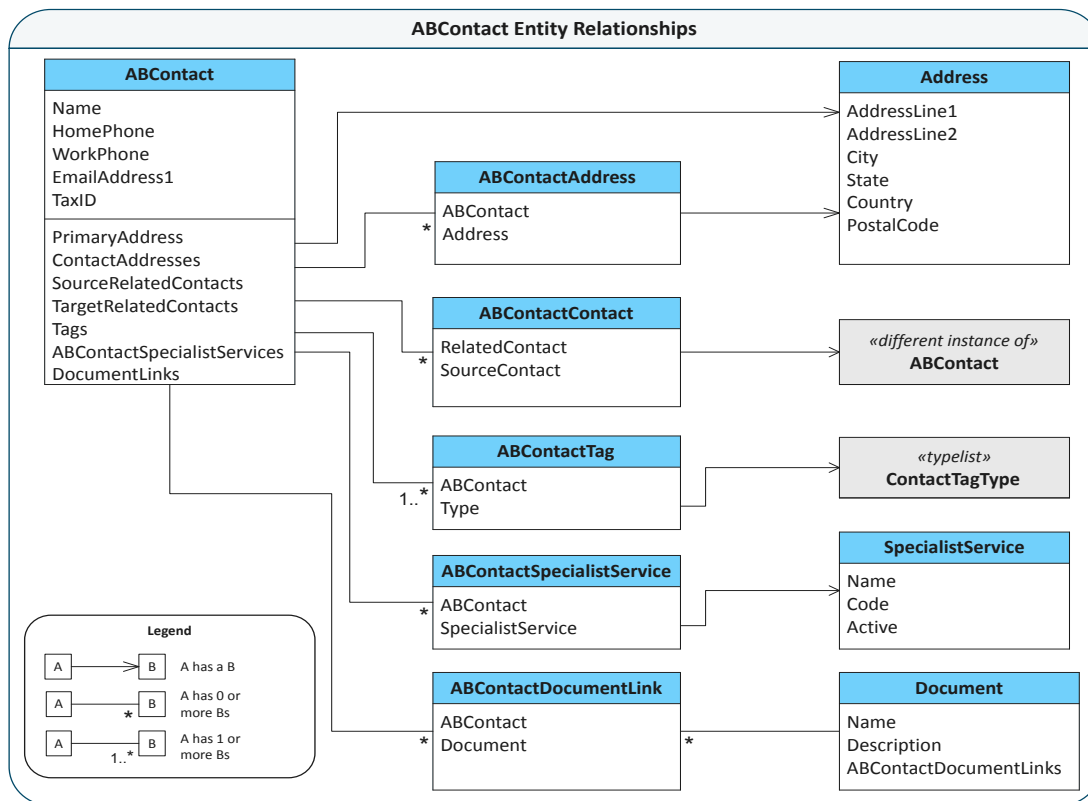 ABContact Entity Relationships
ABContact
Name
HomePhone
WorkPhone
EmailAddress1
TaxID
PrimaryAddress
ContactAddresses
SourceRelatedContacts
TargetRelatedContacts
Tags
ABContactSpecialistServices
DocumentLinks
Address
AddressLine1
AddressLine2
City
State
Country
PostalCode
ABContactAddress
ABContact
Address
*
ABContactContact
RelatedContact
SourceContact
*
«different instance of»
ABContact
ABContactTag
ABContact
Type
1..*
«typelist»
ContactTagType
ABContactSpecialistService
ABContact
SpecialistService
*
SpecialistService
Name
Code
Active
ABContactDocumentLink
ABContact
Document
*
*
Document
Name
Description
ABContactDocumentLinks
Legend
A
B
A has a B
A
B
*
A has 0 or
more Bs
A
B
1..*
A has 1 or
more Bs